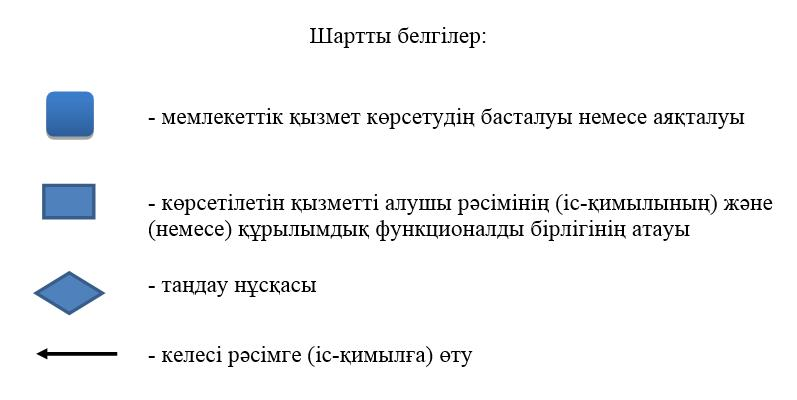 Шартты белгілер:
- мемлекеттік қызмет көрсетудің басталуы немесе аяқталуы
- көрсетілетін қызметті алушы рәсімінің (іс-қимылының) және
(немесе) құрылымдық функционалды бірлігінің атауы
- таңдау нұсқасы
- келесі рәсімге (іс-қимылға) өту